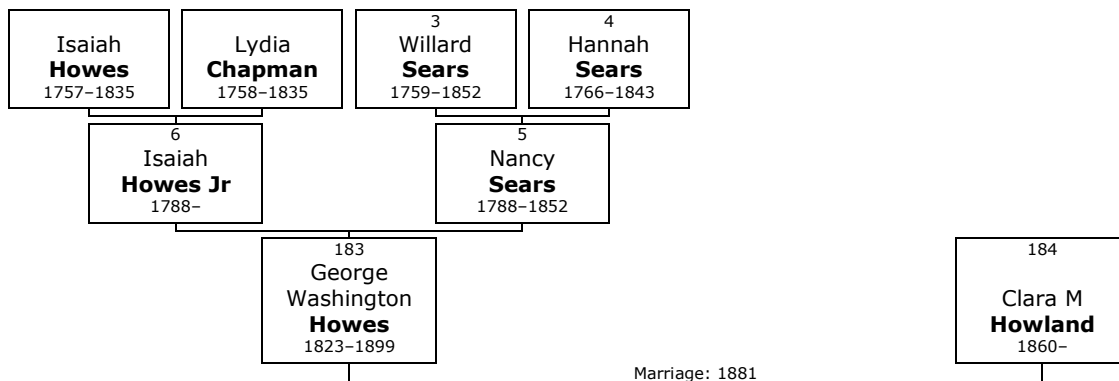 Isaiah
Howes
1757–1835
Lydia
Chapman
1758–1835
3
Willard
Sears
1759–1852
4
Hannah
Sears
1766–1843
6
Isaiah
Howes Jr
1788–
5
Nancy
Sears
1788–1852
183
George
Washington
Howes
1823–1899
184
Clara M
Howland
1860–
Marriage: 1881